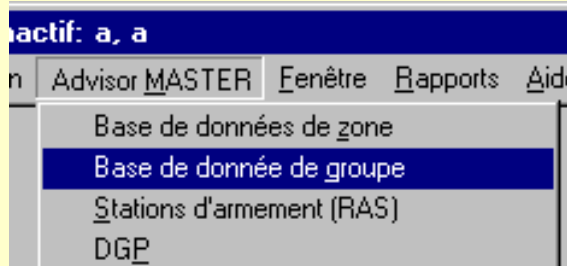 actif: a, a
n Advisor MASTER Fenêtre Rapports Aide
Base de données de zone
Base de donnée de groupe
Stations d'armement (RAS)
DGP